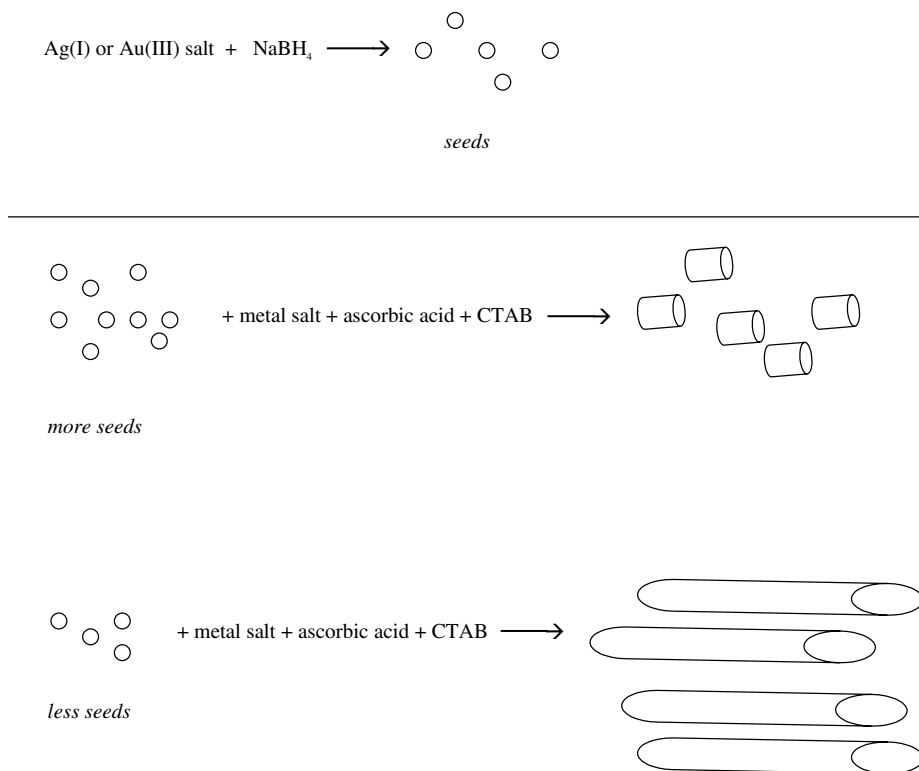 Ag(I) or Au(III) salt + NaBH₄
seeds
+ metal salt + ascorbic acid + CTAB
more seeds
+ metal salt + ascorbic acid + CTAB
less seeds